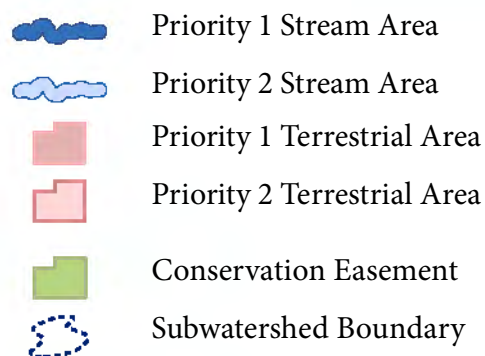 Priority 1 Stream Area
Priority 2 Stream Area
Priority 1 Terrestrial Area
Priority 2 Terrestrial Area
Conservation Easement
Subwatershed Boundary